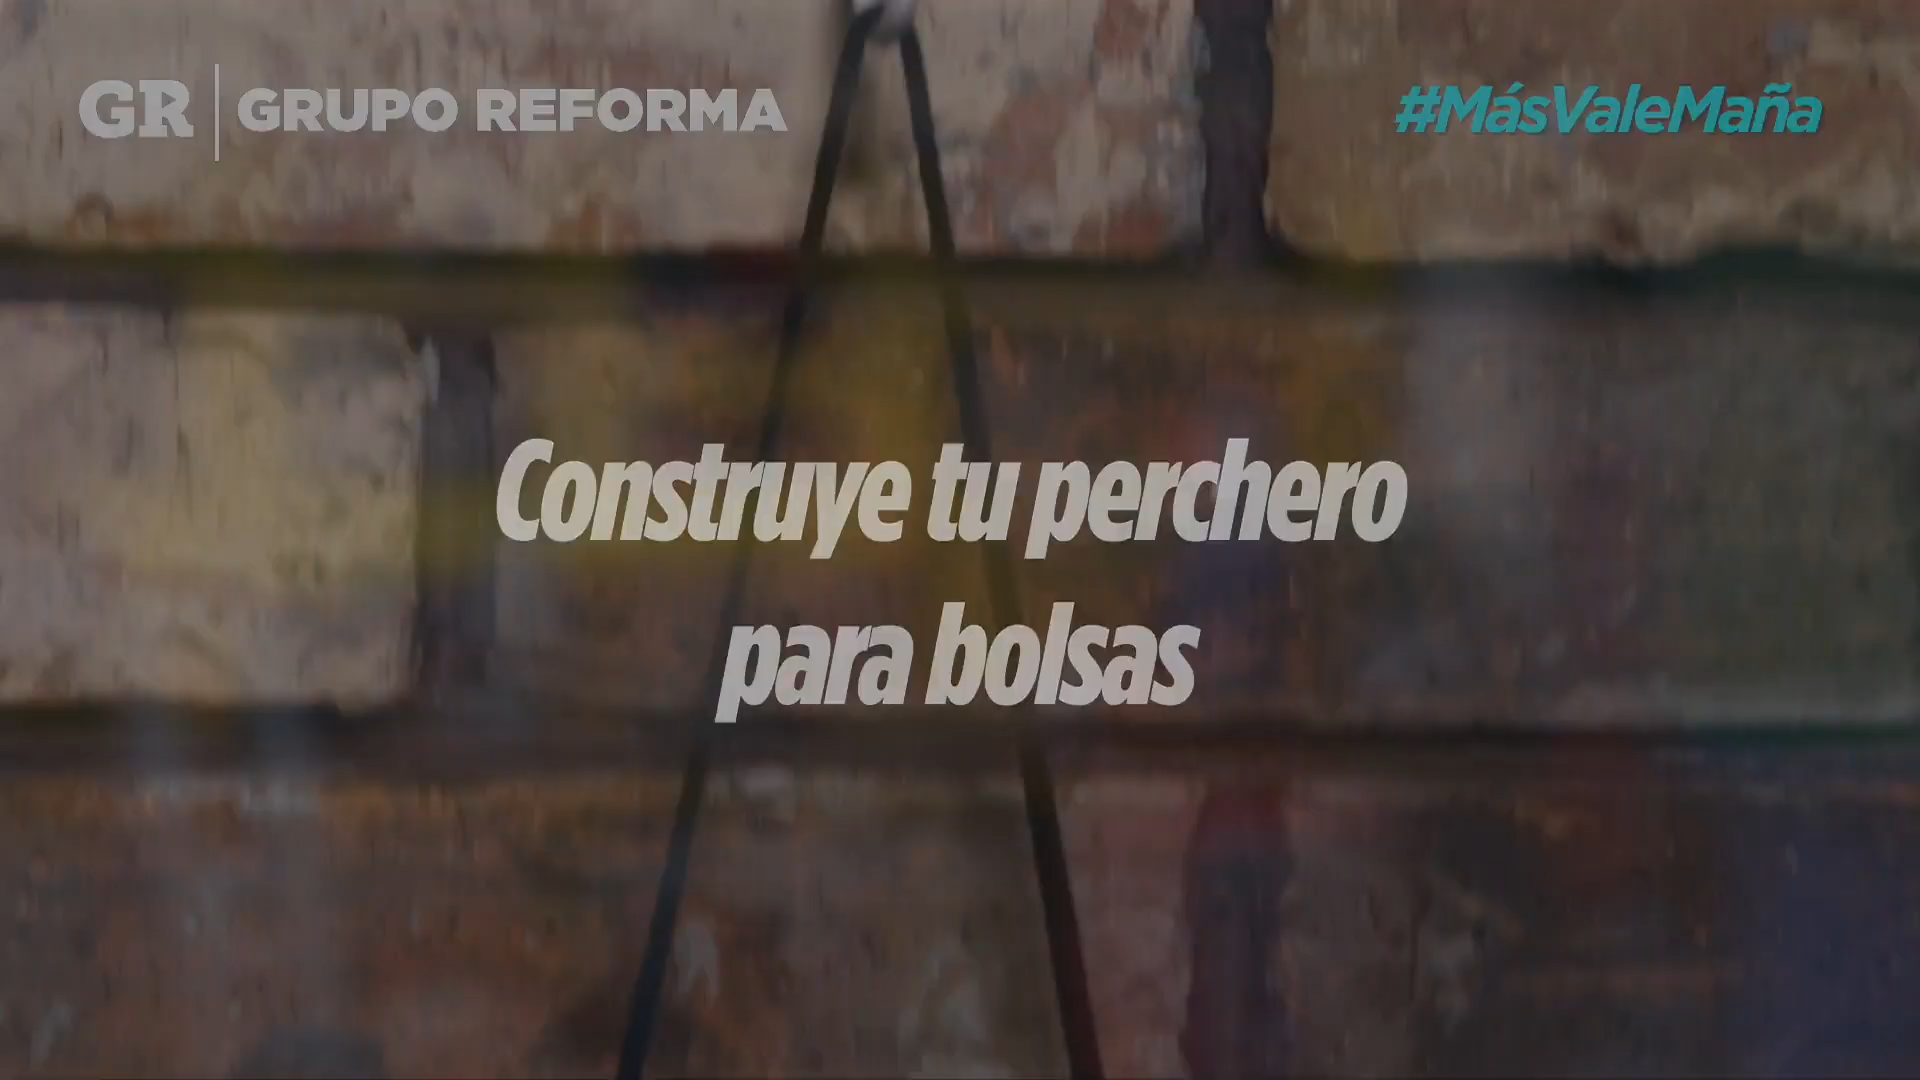 GR | GRUPO REFORMA
#MásValeMaña
Construye tu perchero
para bolsas